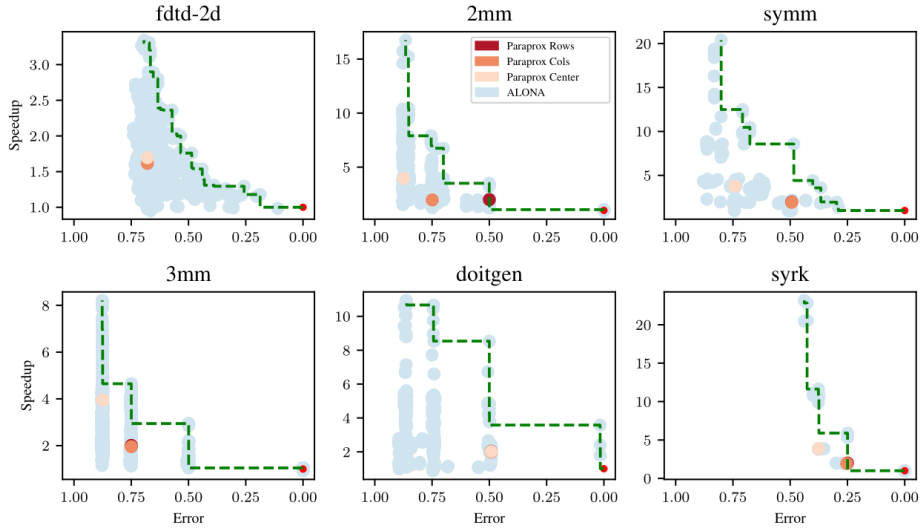 fdtd-2d
2mm
symm
Speedup
3.0
2.5
2.0
1.5
1.0
1.00 0.75 0.50 0.25 0.00
15
10
5
1.00 0.75 0.50 0.25 0.00
Paraprox Rows
Paraprox Cols
Paraprox Center
ALONA
20
15
10
5
1.00 0.75 0.50 0.25 0.00
3mm
doitgen
syrk
Speedup
8
6
4
2
1.00 0.75 0.50 0.25 0.00
Error
10
8
6
4
2
1.00 0.75 0.50 0.25 0.00
Error
20
15
10
5
1.00 0.75 0.50 0.25 0.00
Error